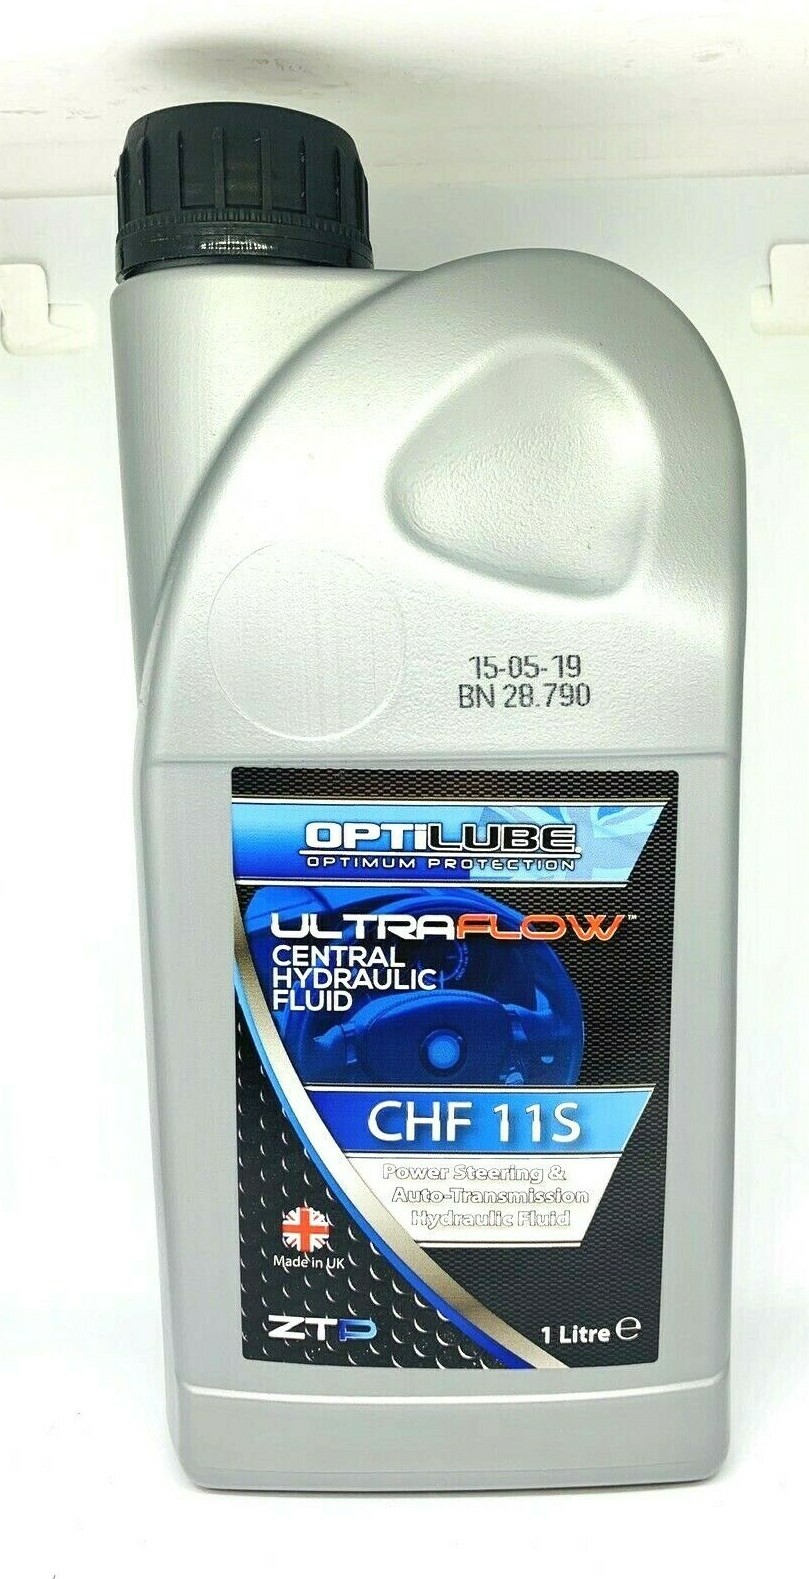 15-05-19
BN 28.790
OPTiLUBE
OPTIMUM PROTECTION
ULTRAFLOW™
CENTRAL
HYDRAULIC
FLUID
CHF 11S
Power Steering &
Auto-Transmission
Hydraulic Fluid
Made in UK
ZTP
1 Litre ℮